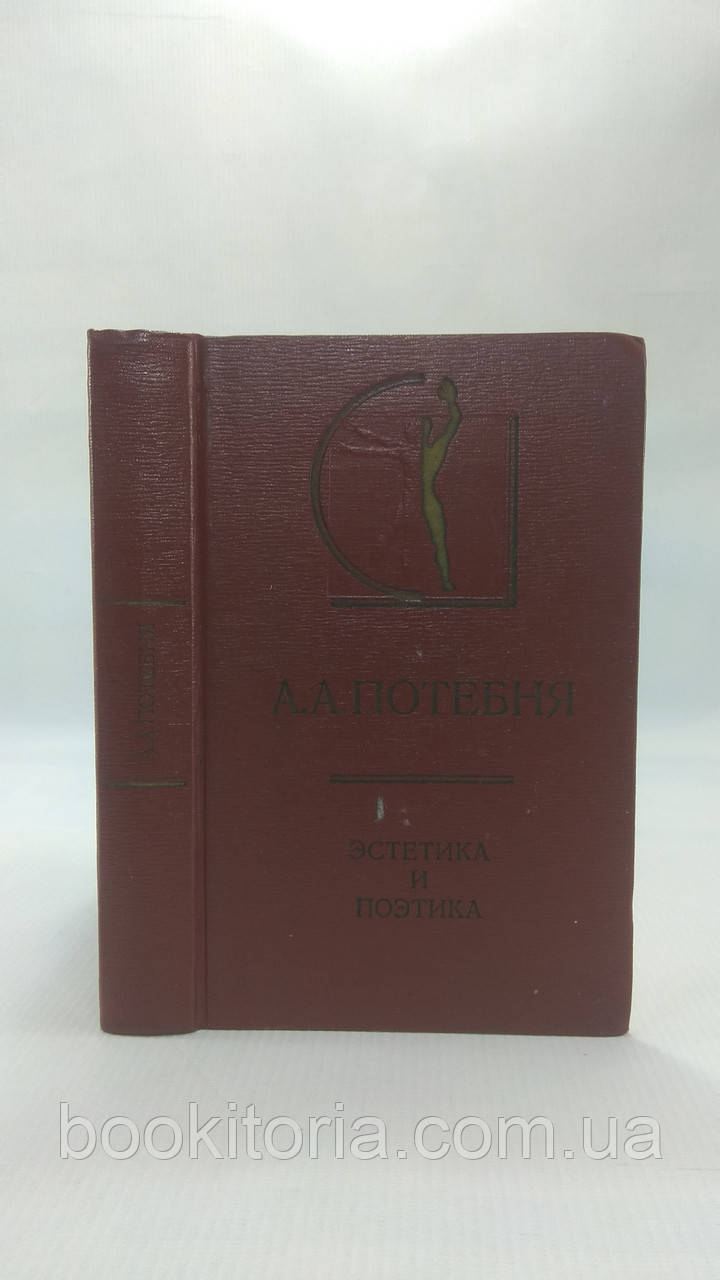 А.А.ПОТЕБНЯ
А.А ПОТЕБНЯ
ЭСТЕТИКА
И
ПОЭТИКА
bookitoria.com.ua